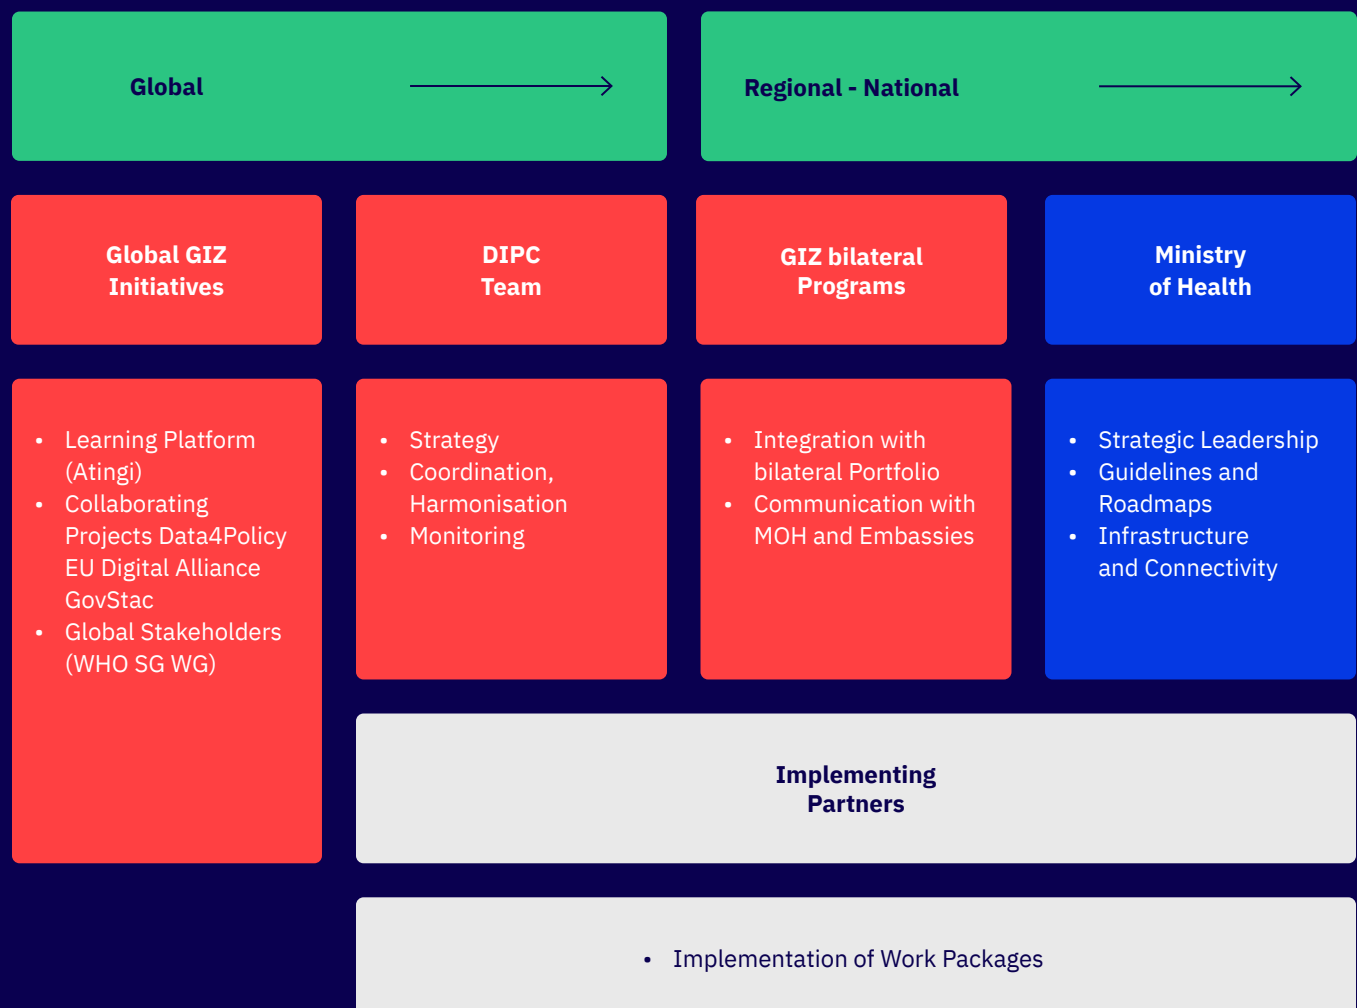 Global
Regional - National
Global GIZ
Initiatives
DIPC
Team
GIZ bilateral
Programs
Ministry
of Health
• Learning Platform
(Atingi)
• Collaborating
Projects Data4Policy
EU Digital Alliance
GovStac
• Global Stakeholders
(WHO SG WG)
• Strategy
• Coordination,
Harmonisation
• Monitoring
• Integration with
bilateral Portfolio
• Communication with
MOH and Embassies
• Strategic Leadership
• Guidelines and
Roadmaps
• Infrastructure
and Connectivity
Implementing
Partners
• Implementation of Work Packages